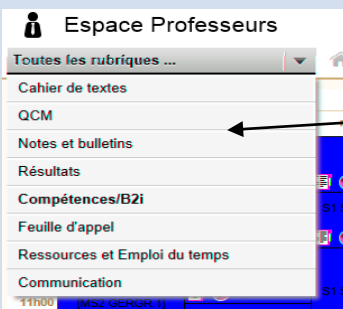 Espace Professeurs
Toutes les rubriques ...
Cahier de textes
QCM
Notes et bulletins
Résultats
Compétences/B2i
Feuille d'appel
Ressources et Emploi du temps
Communication
11h00